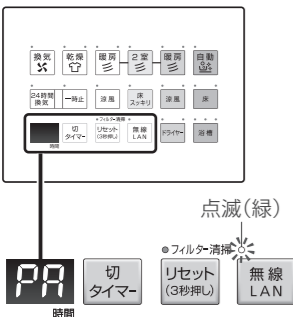 換気 乾燥 暖房 2室 暖房 自動
24時間換気 一時止 涼風 床スッキリ 涼風 床
●フィルター清掃
切タイマー リセット(3秒押し) 無線LAN ドライヤー 浴槽
時間
点滅(緑)
●フィルター清掃
PA 切タイマー リセット(3秒押し) 無線LAN
時間